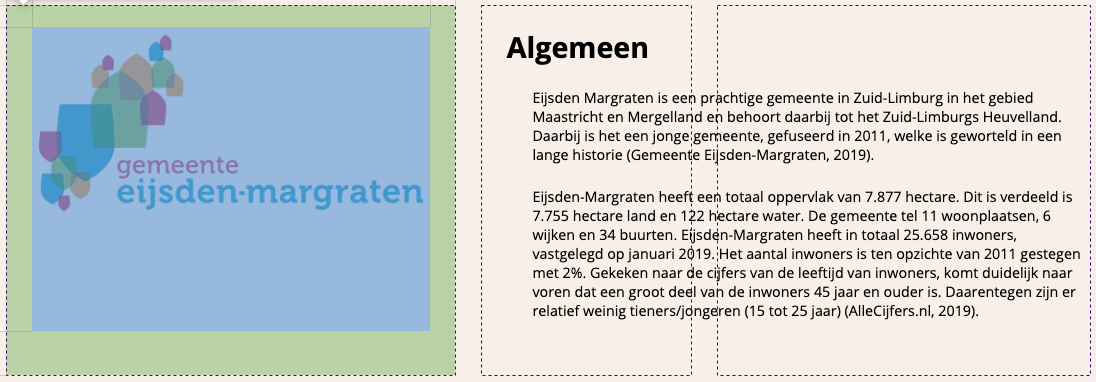 gemeente
eijsden-margraten
Algemeen
Eijsden Margraten is een prachtige gemeente in Zuid-Limburg in het gebied
Maastricht en Mergelland en behoort daarbij tot het Zuid-Limburgs Heuvelland.
Daarbij is het een jonge gemeente, gefuseerd in 2011, welke is geworteld in een
lange historie (Gemeente Eijsden-Margraten, 2019).
Eijsden-Margraten heeft een totaal oppervlak van 7.877 hectare. Dit is verdeeld is
7.755 hectare land en 122 hectare water. De gemeente tel 11 woonplaatsen, 6
wijken en 34 buurten. Eijsden-Margraten heeft in totaal 25.658 inwoners,
vastgelegd op januari 2019. Het aantal inwoners is ten opzichte van 2011 gestegen
met 2%. Gekeken naar de cijfers van de leeftijd van inwoners, komt duidelijk naar
voren dat een groot deel van de inwoners 45 jaar en ouder is. Daarentegen zijn er
relatief weinig tieners/jongeren (15 tot 25 jaar) (AlleCijfers.nl, 2019).